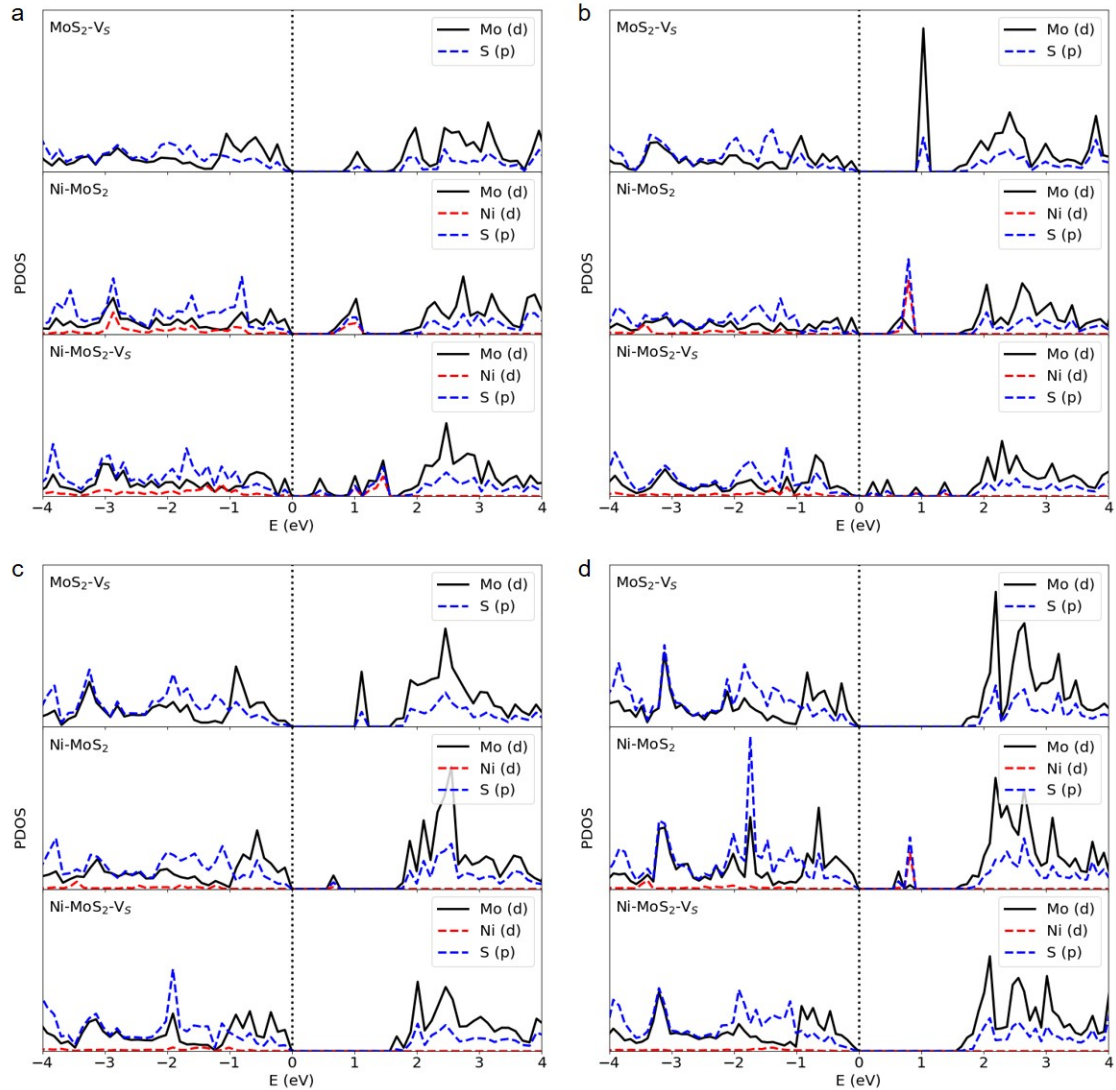 a
MoS₂-Vₛ
Mo (d)
S (p)
Ni-MoS₂
Mo (d)
Ni (d)
S (p)
Ni-MoS₂-Vₛ
Mo (d)
Ni (d)
S (p)
PDOS
−4 −3 −2 −1 0 1 2 3 4
E (eV)
b
MoS₂-Vₛ
Mo (d)
S (p)
Ni-MoS₂
Mo (d)
Ni (d)
S (p)
Ni-MoS₂-Vₛ
Mo (d)
Ni (d)
S (p)
PDOS
−4 −3 −2 −1 0 1 2 3 4
E (eV)
c
MoS₂-Vₛ
Mo (d)
S (p)
Ni-MoS₂
Mo (d)
Ni (d)
S (p)
Ni-MoS₂-Vₛ
Mo (d)
Ni (d)
S (p)
PDOS
−4 −3 −2 −1 0 1 2 3 4
E (eV)
d
MoS₂-Vₛ
Mo (d)
S (p)
Ni-MoS₂
Mo (d)
Ni (d)
S (p)
Ni-MoS₂-Vₛ
Mo (d)
Ni (d)
S (p)
PDOS
−4 −3 −2 −1 0 1 2 3 4
E (eV)